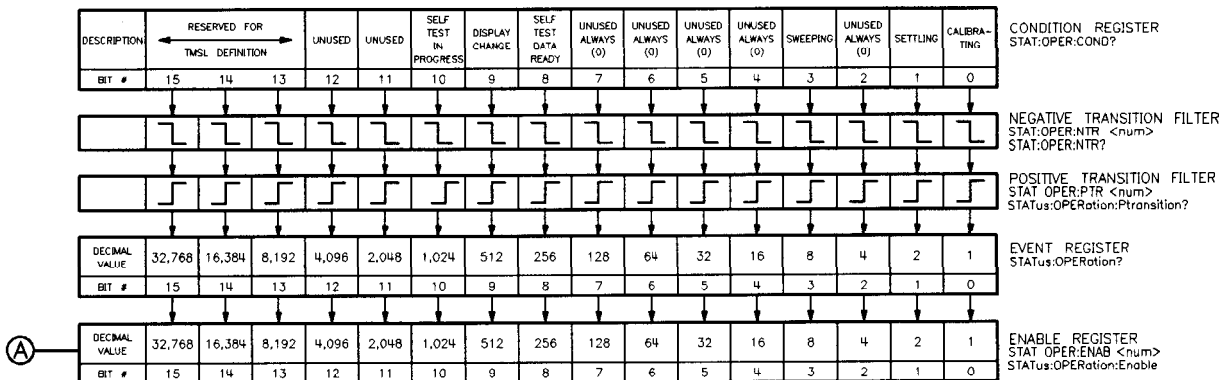 DESCRIPTION RESERVED FOR TMSL DEFINITION UNUSED UNUSED SELF TEST IN PROGRESS DISPLAY CHANGE SELF TEST DATA READY UNUSED ALWAYS (0) UNUSED ALWAYS (0) UNUSED ALWAYS (0) UNUSED ALWAYS (0) SWEEPING UNUSED ALWAYS (0) SETTLING CALIBRA-TING
BIT # 15 14 13 12 11 10 9 8 7 6 5 4 3 2 1 0
CONDITION REGISTER
STAT:OPER:COND?
NEGATIVE TRANSITION FILTER
STAT:OPER:NTR <num>
STAT:OPER:NTR?
POSITIVE TRANSITION FILTER
STAT OPER:PTR <num>
STATus:OPERation:Ptransition?
DECIMAL VALUE 32,768 16,384 8,192 4,096 2,048 1,024 512 256 128 64 32 16 8 4 2 1
BIT # 15 14 13 12 11 10 9 8 7 6 5 4 3 2 1 0
EVENT REGISTER
STATus:OPERation?
A
DECIMAL VALUE 32,768 16,384 8,192 4,096 2,048 1,024 512 256 128 64 32 16 8 4 2 1
BIT # 15 14 13 12 11 10 9 8 7 6 5 4 3 2 1 0
ENABLE REGISTER
STAT OPER:ENAB <num>
STATus:OPERation:Enable